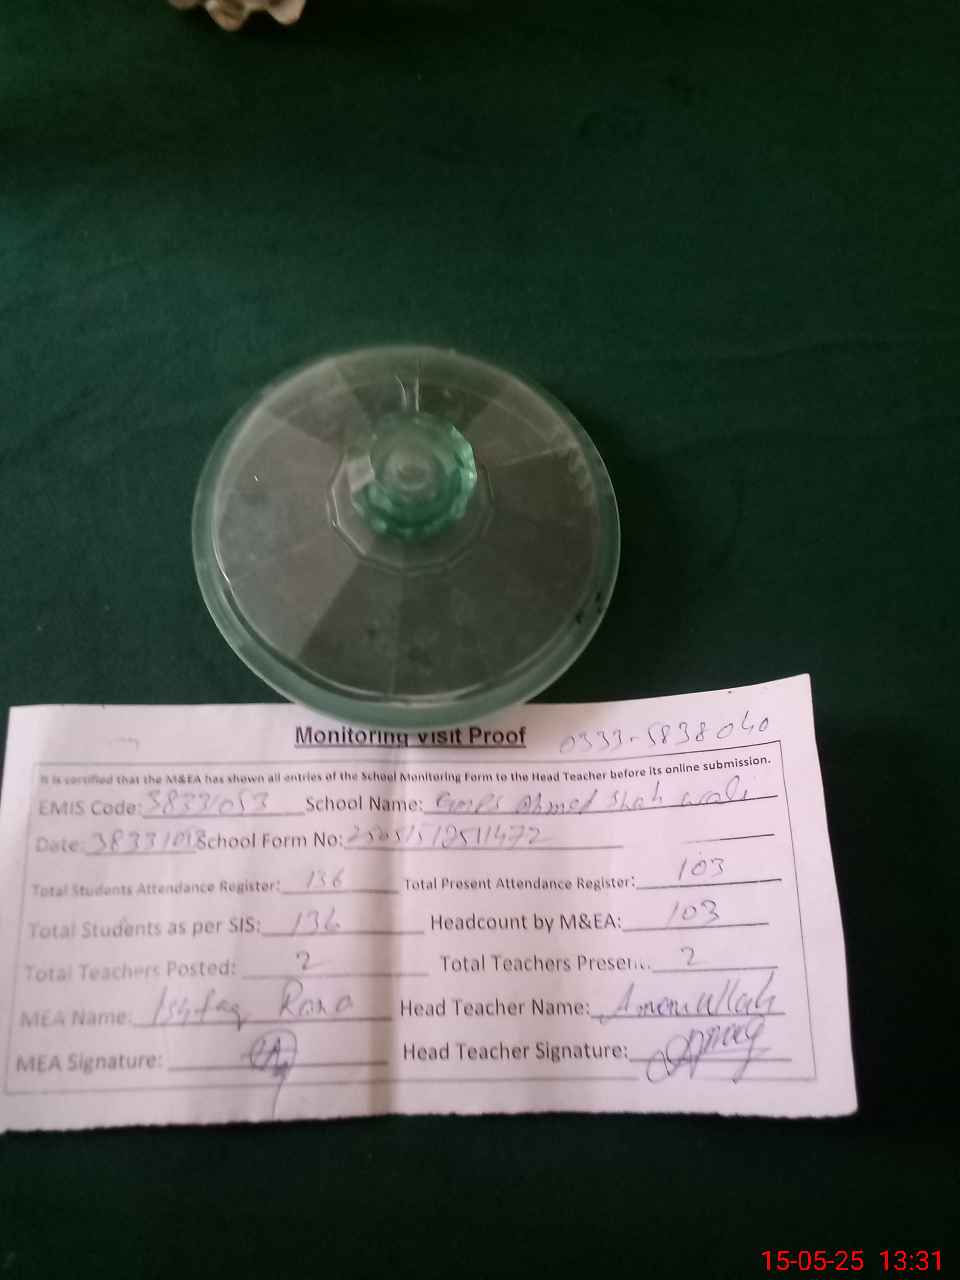 Monitoring Visit Proof 0333-5838040
It is certified that the M&EA has shown all entries of the School Monitoring Form to the Head Teacher before its online submission.
EMIS Code: 38331053 School Name: GMPS Ahmed Shah wali
Date: School Form No:
Total Students Attendance Register: 136 Total Present Attendance Register: 103
Total Students as per SIS: 136 Headcount by M&EA: 103
Total Teachers Posted: 2 Total Teachers Present: 2
MEA Name: Ishfaq Raza Head Teacher Name: Amanullah
MEA Signature: Head Teacher Signature:
15-05-25 13:31